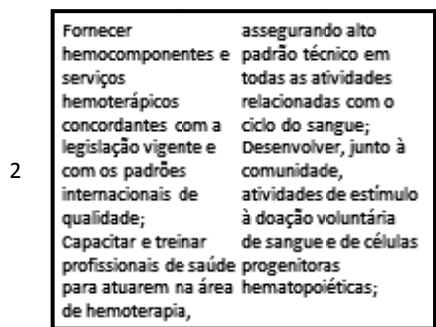 2
Fornecer
hemocomponentes e
serviços
hemoterápicos
concordantes com a
legislação vigente e
com os padrões
internacionais de
qualidade;
Capacitar e treinar
profissionais de saúde
para atuarem na área
de hemoterapia,
assegurando alto
padrão técnico em
todas as atividades
relacionadas com o
ciclo do sangue;
Desenvolver, junto à
comunidade,
atividades de estímulo
à doação voluntária
de sangue e de células
progenitoras
hematopoiéticas;